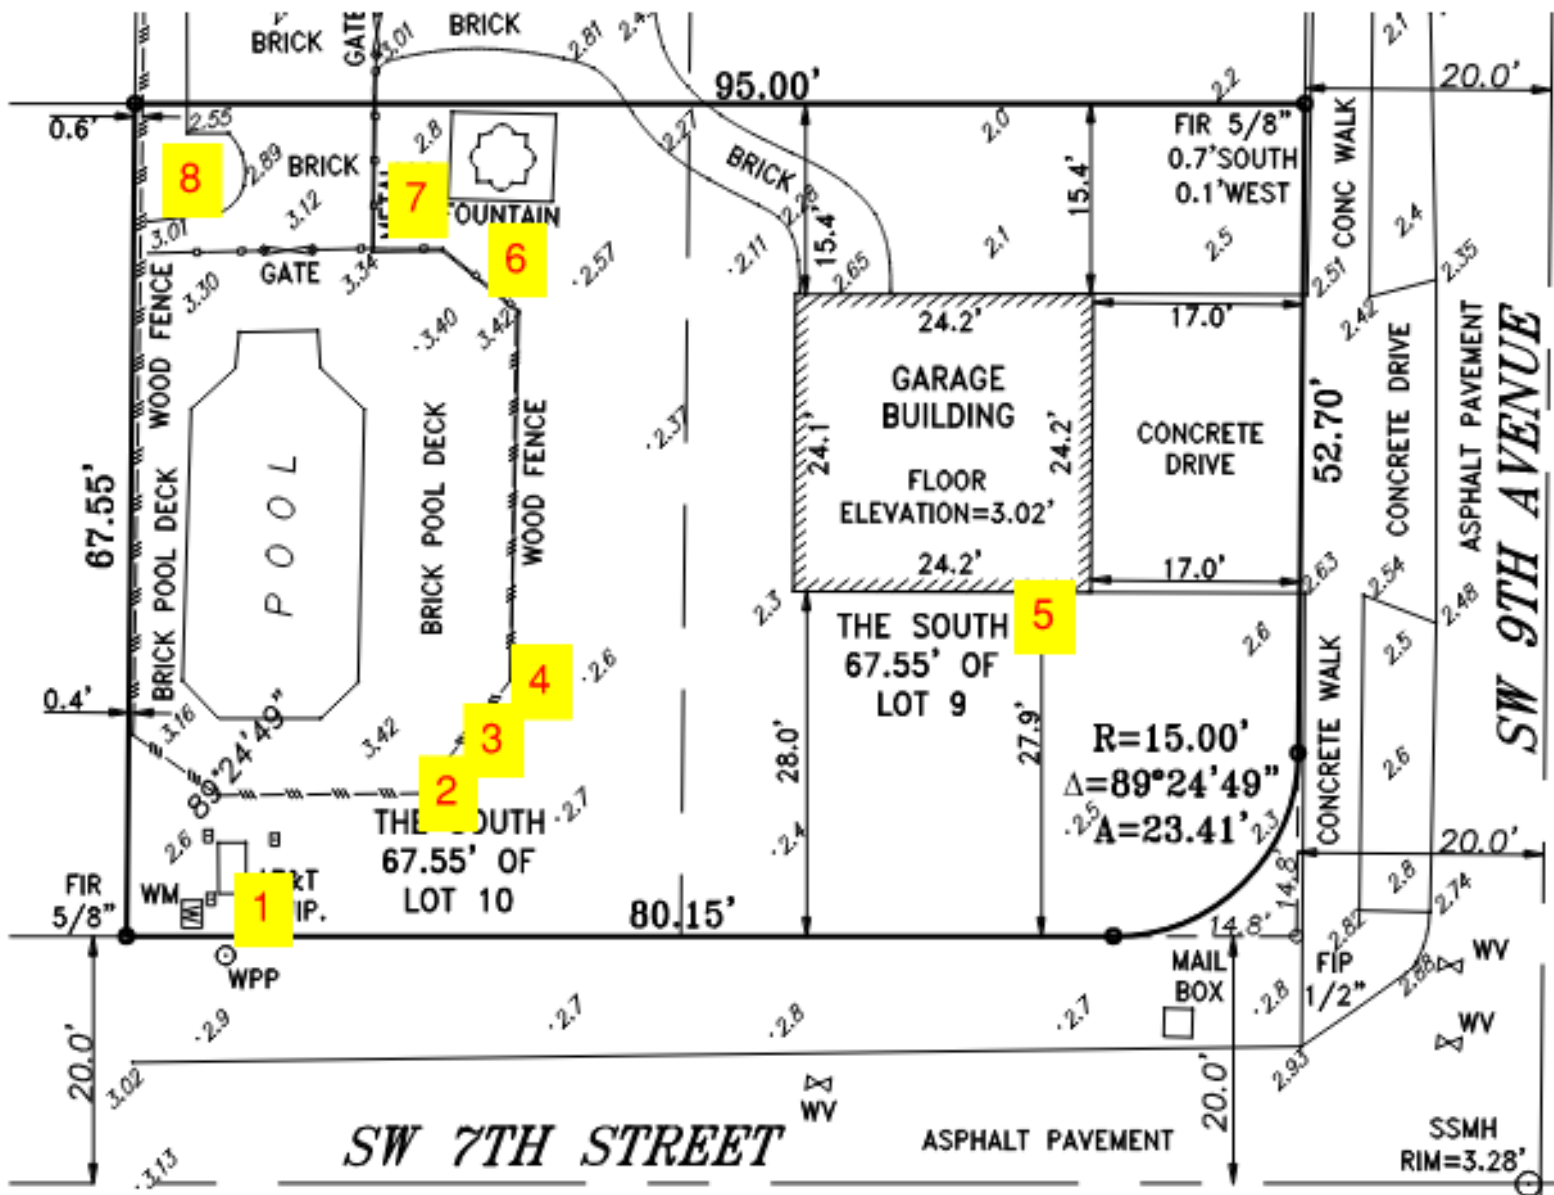 BRICK
GATE
3.01
BRICK
2.81
95.00'
2.2
20.0'
0.6'
2.55
2.89
8
BRICK
2.8
7
FOUNTAIN
2.27
BRICK
2.28
2.0
15.4'
15.4'
FIR 5/8"
0.7'SOUTH
0.1'WEST
CONC WALK
2.1
2.4
2.35
3.12
3.01
GATE
3.30
3.34
6
2.57
2.11
2.65
2.1
2.5
2.51
2.42
3.40
3.42
WOOD FENCE
24.2'
17.0'
GARAGE
BUILDING
24.1'
24.2'
FLOOR
ELEVATION=3.02'
24.2'
CONCRETE
DRIVE
17.0'
52.70'
CONCRETE DRIVE
ASPHALT PAVEMENT
SW 9TH AVENUE
67.55'
BRICK POOL DECK
POOL
BRICK POOL DECK
WOOD FENCE
2.37
2.3
2.63
2.54
2.48
5
THE SOUTH
67.55' OF
LOT 9
2.6
2.5
0.4'
3.16
89°24'49"
3.42
4
3
2
2.6
2.7
28.0'
27.9'
R=15.00'
Δ=89°24'49"
A=23.41'
2.4
2.5
2.3
CONCRETE WALK
2.6
20.0'
THE SOUTH
67.55' OF
LOT 10
2.6
FIR
5/8"
WM
W
AT&T
1
IP.
80.15'
14.8'
14.8'
2.8
2.74
2.82
2.88
WPP
MAIL
BOX
FIP
1/2"
WV
WV
2.9
2.7
2.8
2.7
2.8
2.93
20.0'
3.02
3.13
WV
20.0'
SW 7TH STREET
ASPHALT PAVEMENT
SSMH
RIM=3.28'